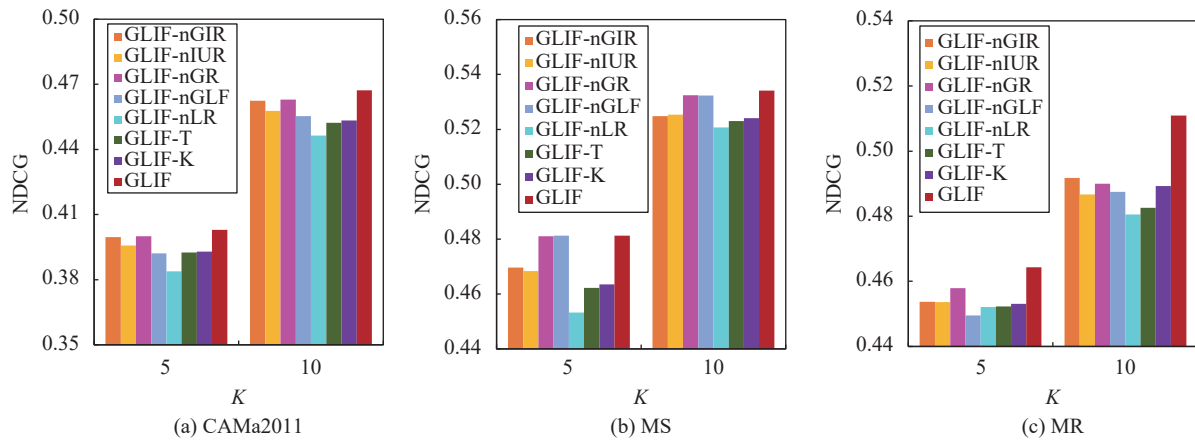 0.50
0.47
0.44
0.41
0.38
0.35
NDCG
GLIF-nGIR
GLIF-nIUR
GLIF-nGR
GLIF-nGLF
GLIF-nLR
GLIF-T
GLIF-K
GLIF
5
10
K
(a) CAMa2011
0.56
0.54
0.52
0.50
0.48
0.46
0.44
NDCG
GLIF-nGIR
GLIF-nIUR
GLIF-nGR
GLIF-nGLF
GLIF-nLR
GLIF-T
GLIF-K
GLIF
5
10
K
(b) MS
0.54
0.52
0.50
0.48
0.46
0.44
NDCG
GLIF-nGIR
GLIF-nIUR
GLIF-nGR
GLIF-nGLF
GLIF-nLR
GLIF-T
GLIF-K
GLIF
5
10
K
(c) MR